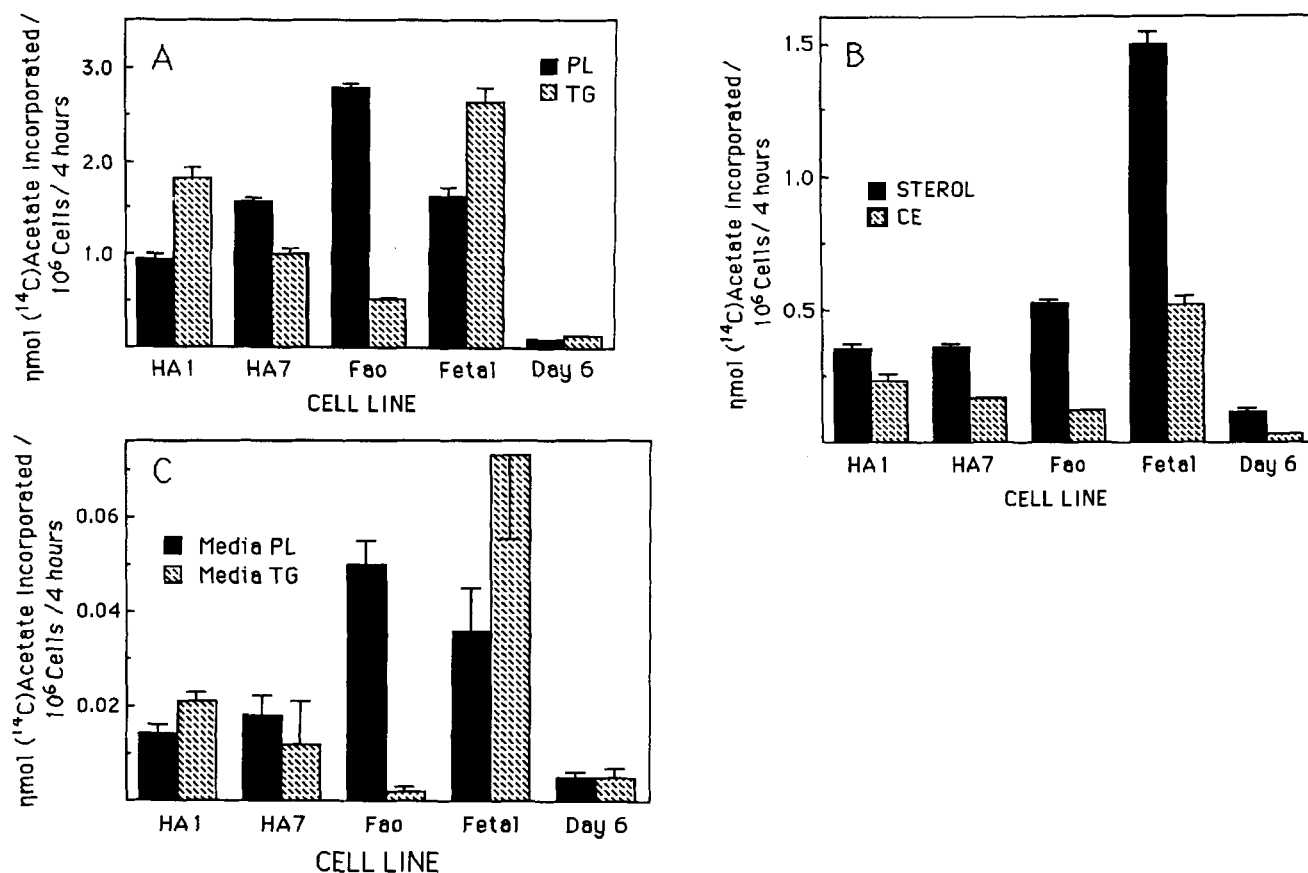 A
PL
TG
3.0
2.0
1.0
ηmol (¹⁴C)Acetate Incorporated /
10⁶ Cells / 4 hours
HA1 HA7 Fao Fetal Day 6
CELL LINE
B
STEROL
CE
1.5
1.0
0.5
ηmol (¹⁴C)Acetate Incorporated /
10⁶ Cells / 4 hours
HA1 HA7 Fao Fetal Day 6
CELL LINE
C
Media PL
Media TG
0.06
0.04
0.02
ηmol (¹⁴C)Acetate Incorporated /
10⁶ Cells / 4 hours
HA1 HA7 Fao Fetal Day 6
CELL LINE